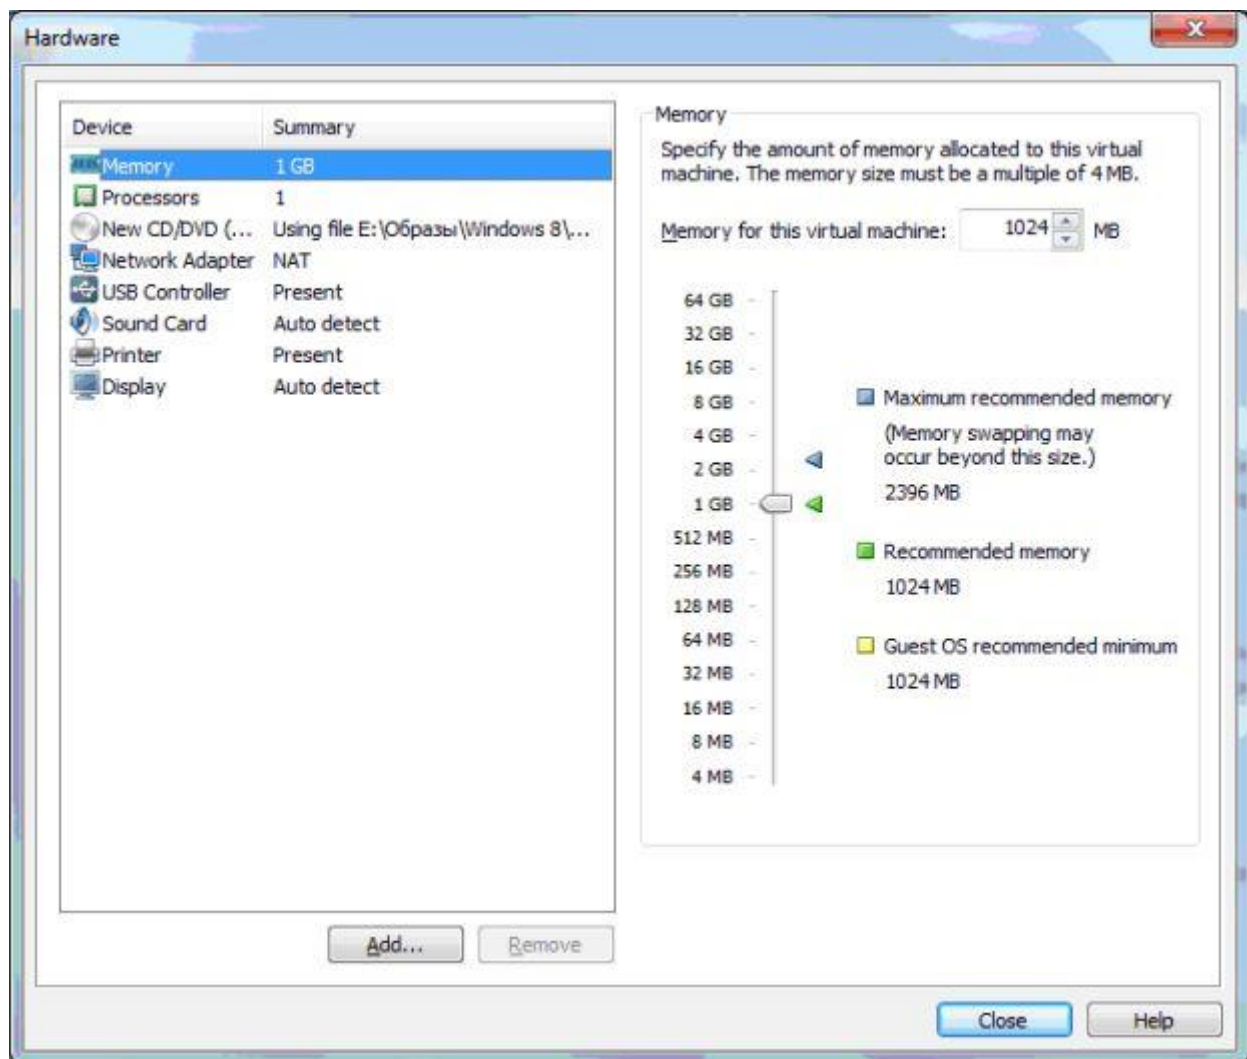 Hardware
Device Summary
Memory 1 GB
Processors 1
New CD/DVD (... Using file E:\Образы\Windows 8\...
Network Adapter NAT
USB Controller Present
Sound Card Auto detect
Printer Present
Display Auto detect
Add... Remove
Memory
Specify the amount of memory allocated to this virtual
machine. The memory size must be a multiple of 4 MB.
Memory for this virtual machine: 1024 MB
64 GB
32 GB
16 GB
8 GB
4 GB
2 GB
1 GB
512 MB
256 MB
128 MB
64 MB
32 MB
16 MB
8 MB
4 MB
Maximum recommended memory
(Memory swapping may
occur beyond this size.)
2396 MB
Recommended memory
1024 MB
Guest OS recommended minimum
1024 MB
Close Help